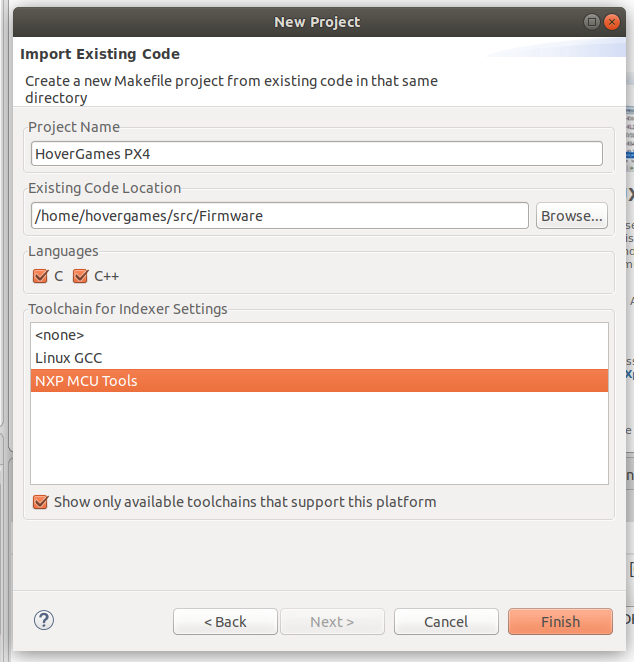 New Project
Import Existing Code
Create a new Makefile project from existing code in that same
directory
Project Name
HoverGames PX4
Existing Code Location
/home/hovergames/src/Firmware
Browse...
Languages
C
C++
Toolchain for Indexer Settings
<none>
Linux GCC
NXP MCU Tools
Show only available toolchains that support this platform
?
< Back
Next >
Cancel
Finish